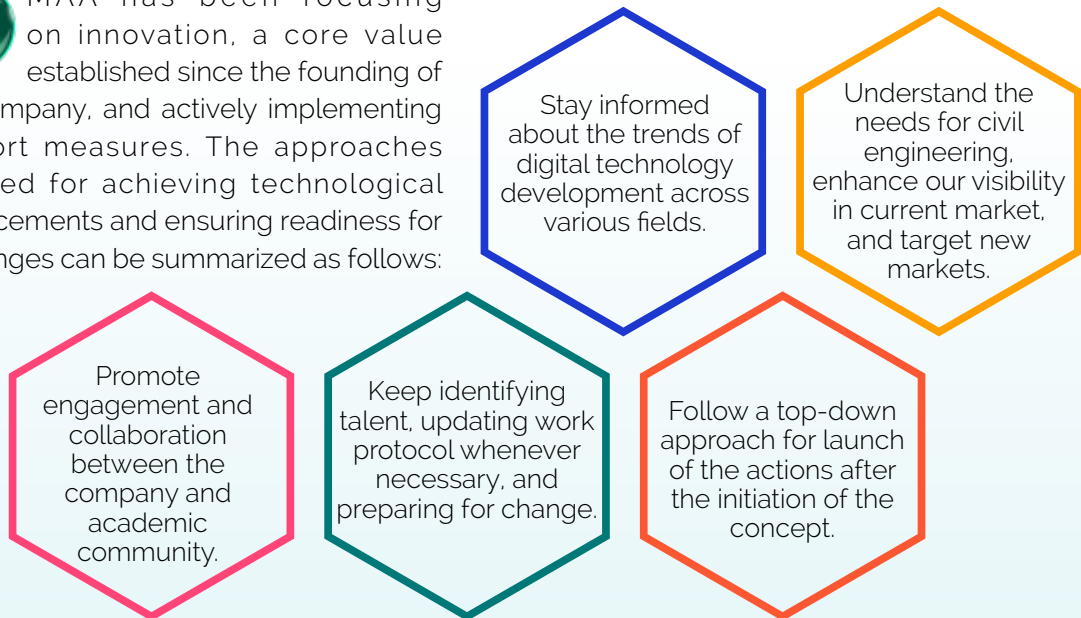 MAA has been focusing
on innovation, a core value
established since the founding of
mpany, and actively implementing
ort measures. The approaches
ed for achieving technological
cements and ensuring readiness for
nges can be summarized as follows:
Stay informed
about the trends of
digital technology
development across
various fields.
Understand the
needs for civil
engineering,
enhance our visibility
in current market,
and target new
markets.
Promote
engagement and
collaboration
between the
company and
academic
community.
Keep identifying
talent, updating work
protocol whenever
necessary, and
preparing for change.
Follow a top-down
approach for launch
of the actions after
the initiation of the
concept.